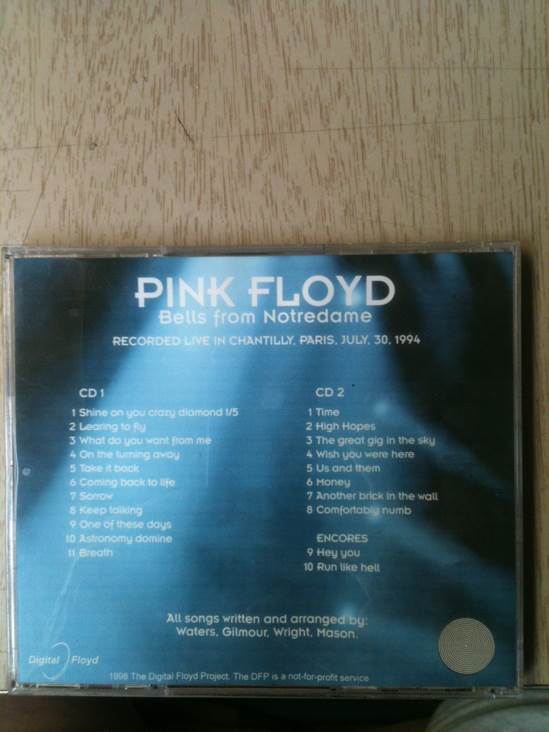 PINK FLOYD
Bells from Notredame
RECORDED LIVE IN CHANTILLY, PARIS, JULY, 30, 1994
CD 1
1 Shine on you crazy diamond 1/5
2 Learing to fly
3 What do you want from me
4 On the turning away
5 Take it back
6 Coming back to life
7 Sorrow
8 Keep talking
9 One of these days
10 Astronomy domine
11 Breath
CD 2
1 Time
2 High Hopes
3 The great gig in the sky
4 Wish you were here
5 Us and them
6 Money
7 Another brick in the wall
8 Comfortably numb
ENCORES
9 Hey you
10 Run like hell
All songs written and arranged by:
Waters, Gilmour, Wright, Mason.
Digital Floyd
1998 The Digital Floyd Project. The DFP is a not-for-profit service